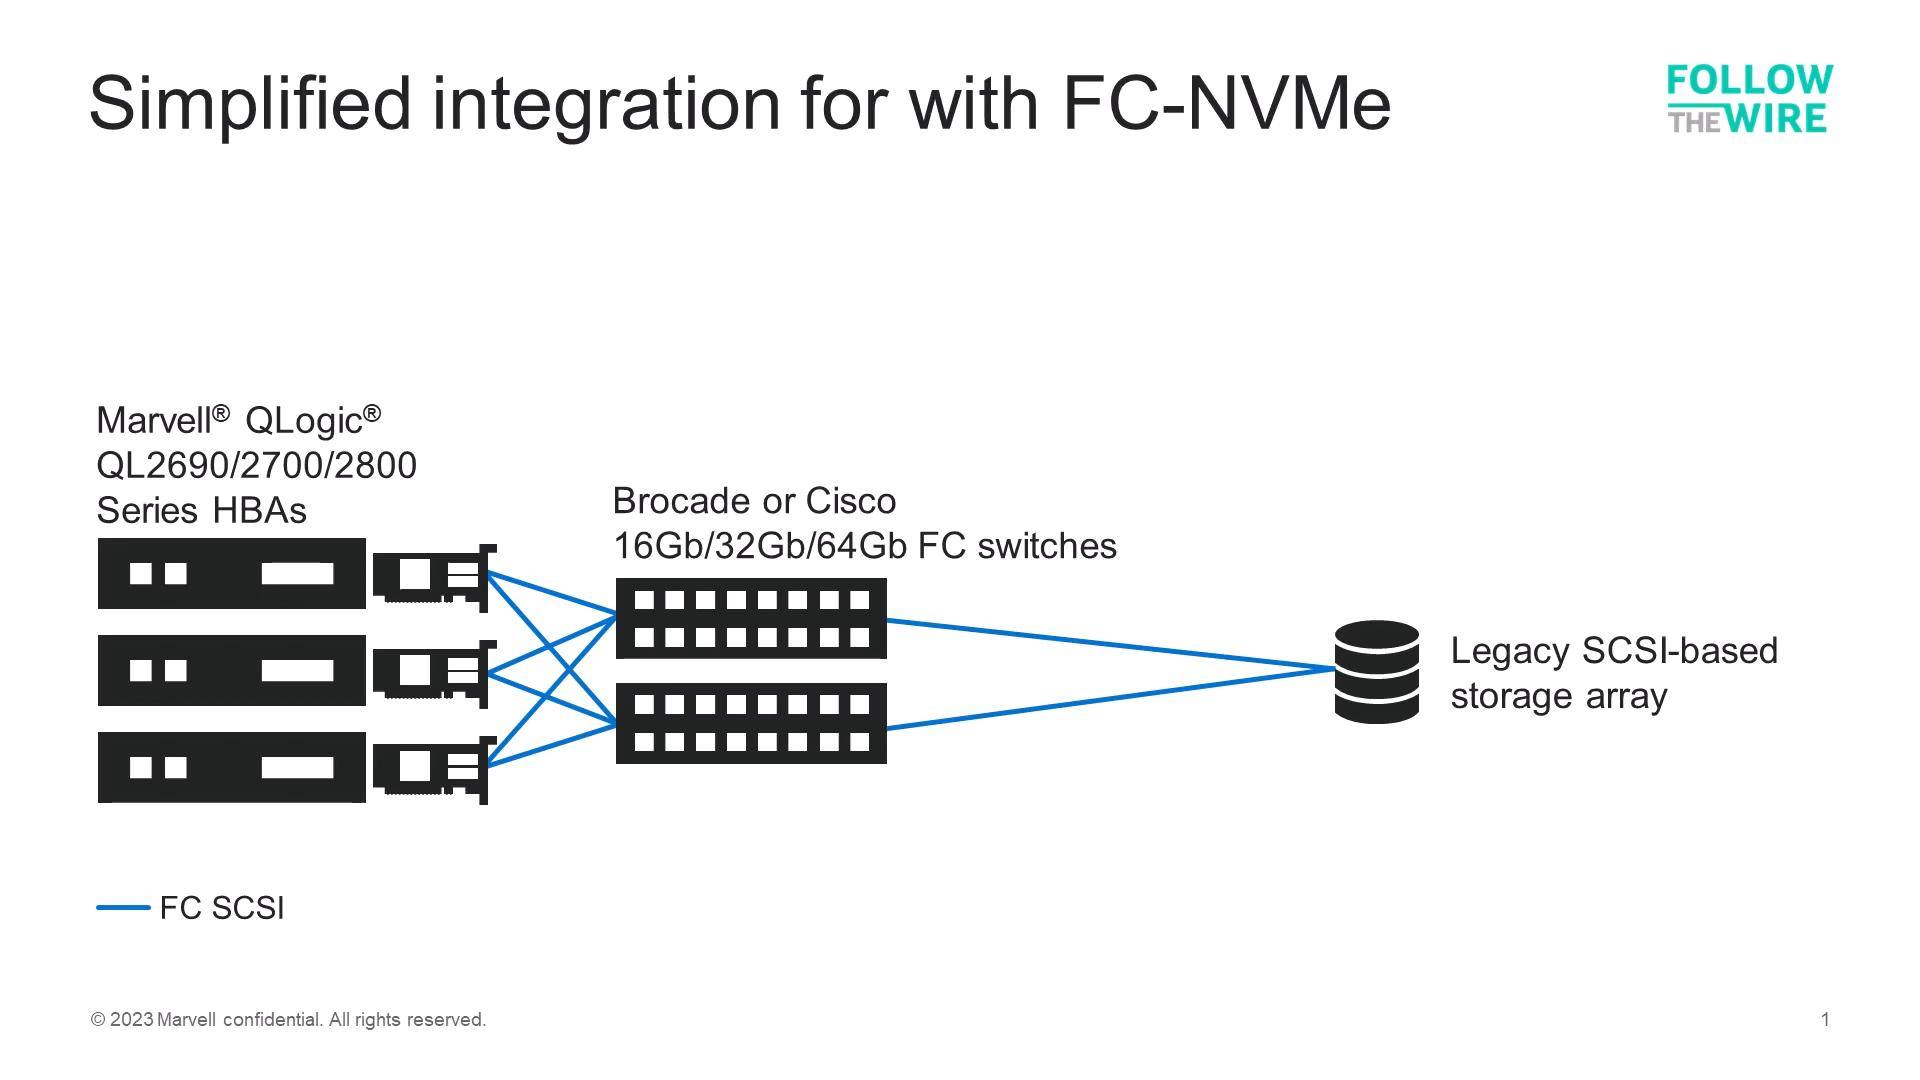 Simplified integration for with FC-NVMe
FOLLOW
THE WIRE
Marvell® QLogic®
QL2690/2700/2800
Series HBAs
Brocade or Cisco
16Gb/32Gb/64Gb FC switches
Legacy SCSI-based
storage array
FC SCSI
© 2023 Marvell confidential. All rights reserved.
1